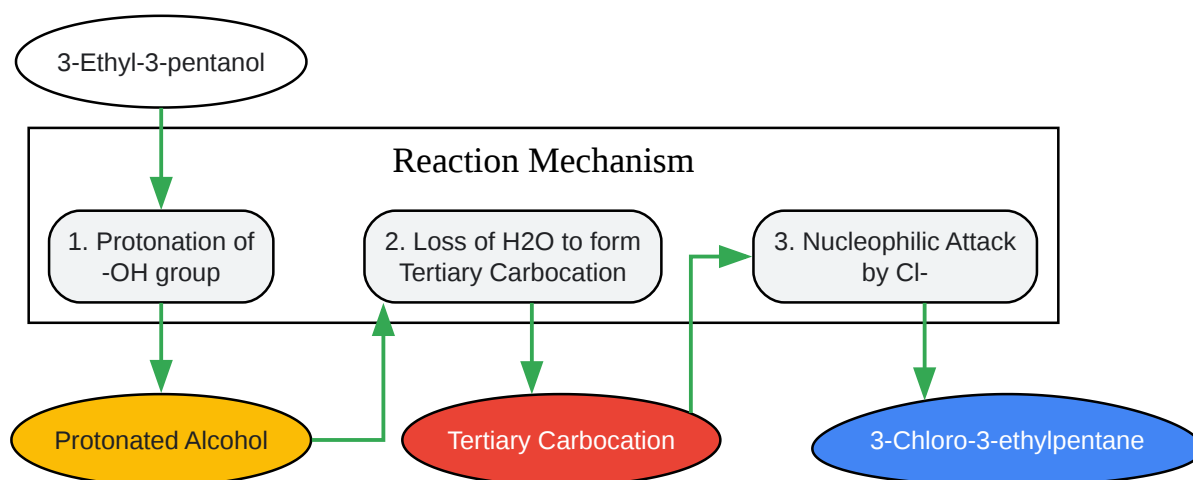 3-Ethyl-3-pentanol
Reaction Mechanism
1. Protonation of
-OH group
2. Loss of H2O to form
Tertiary Carbocation
3. Nucleophilic Attack
by Cl-
Protonated Alcohol
Tertiary Carbocation
3-Chloro-3-ethylpentane